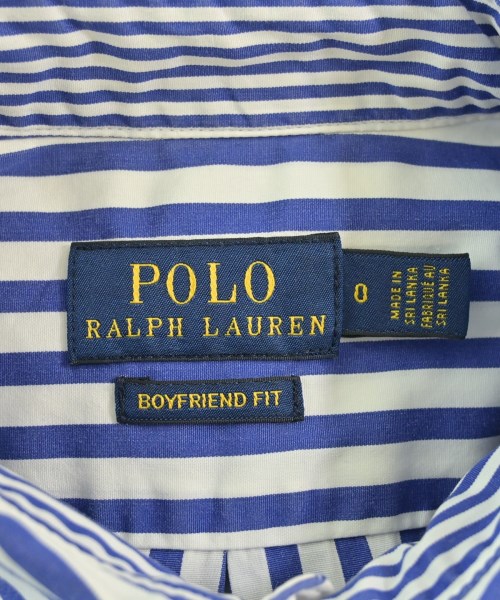 POLO
RALPH LAUREN
0
MADE IN
SRI LANKA
FABRIQUÉ AU
SRI LANKA
BOYFRIEND FIT